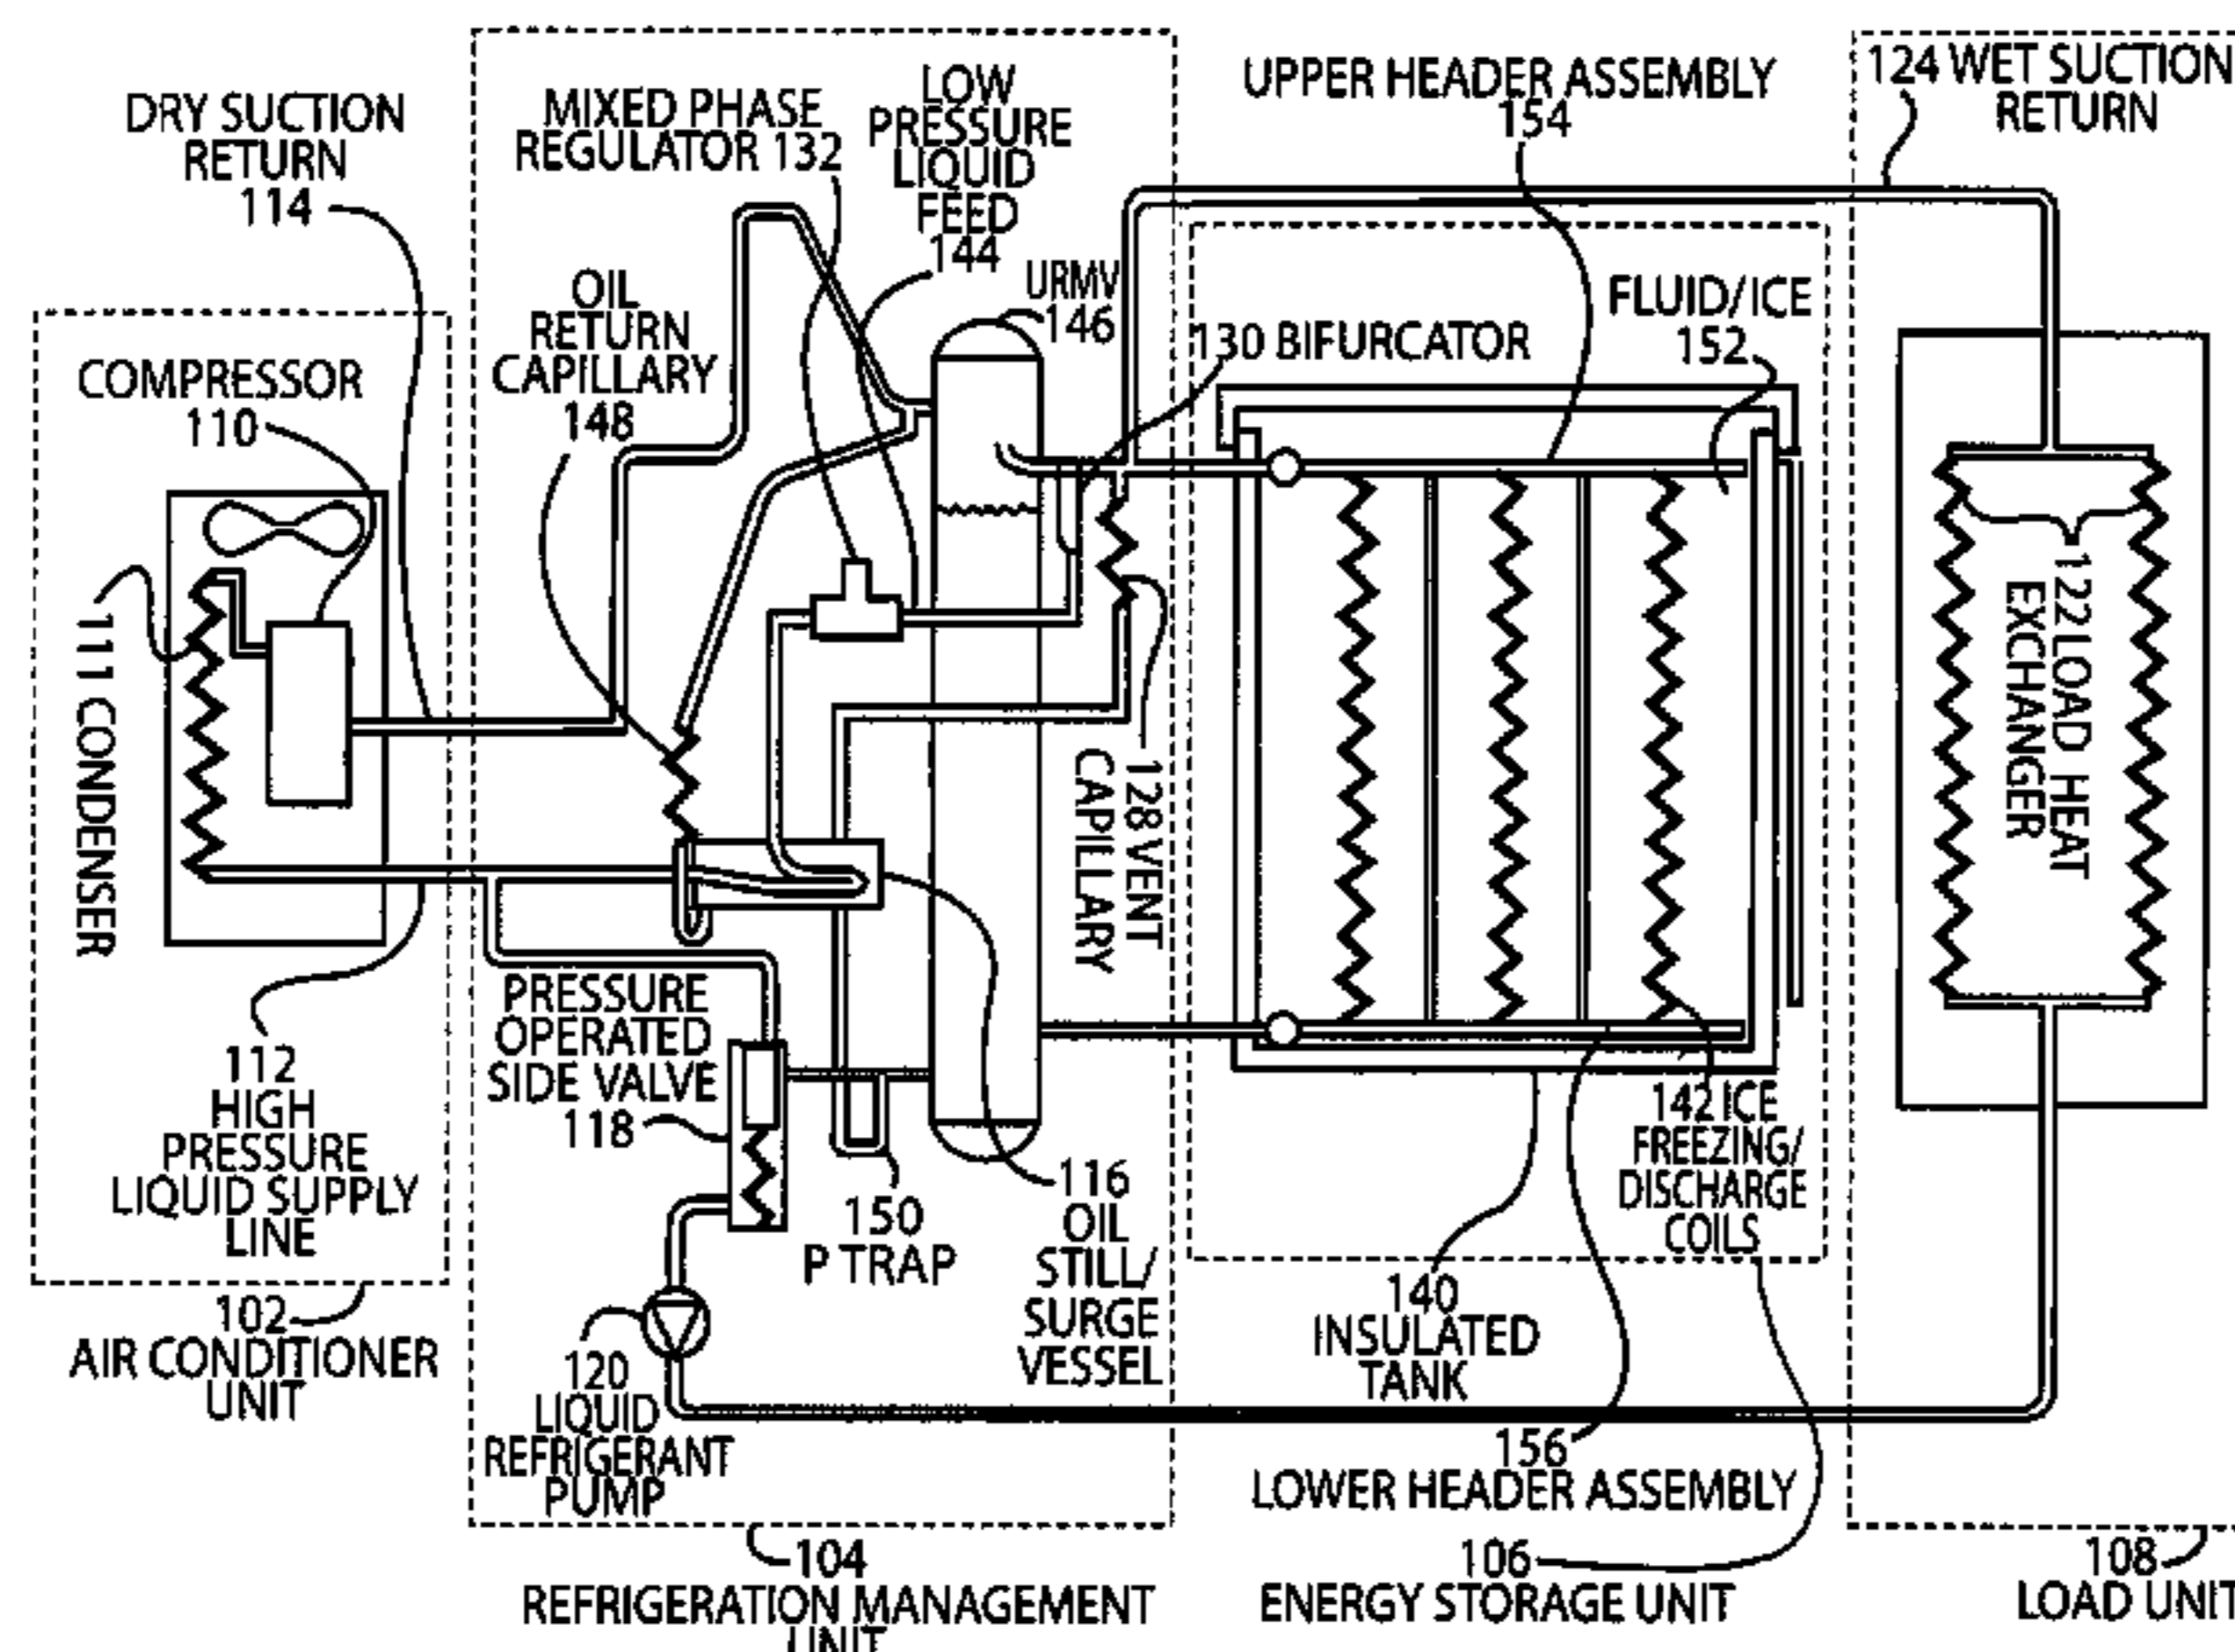 DRY SUCTION
RETURN
114
MIXED PHASE
REGULATOR 132
LOW
PRESSURE
LIQUID
FEED
144
UPPER HEADER ASSEMBLY
154
124 WET SUCTION
RETURN
OIL
RETURN
CAPILLARY
148
URMV
146
130 BIFURCATOR
FLUID/ICE
152
COMPRESSOR
110
111 CONDENSER
128 VENT
CAPILLARY
122 LOAD HEAT
EXCHANGER
112
HIGH
PRESSURE
LIQUID SUPPLY
LINE
PRESSURE
OPERATED
SIDE VALVE
118
150
P TRAP
116
OIL
STILL/
SURGE
VESSEL
142 ICE
FREEZING/
DISCHARGE
COILS
140
INSULATED
TANK
102
AIR CONDITIONER
UNIT
120
LIQUID
REFRIGERANT
PUMP
156
LOWER HEADER ASSEMBLY
104
REFRIGERATION MANAGEMENT
UNIT
106
ENERGY STORAGE UNIT
108
LOAD UNIT